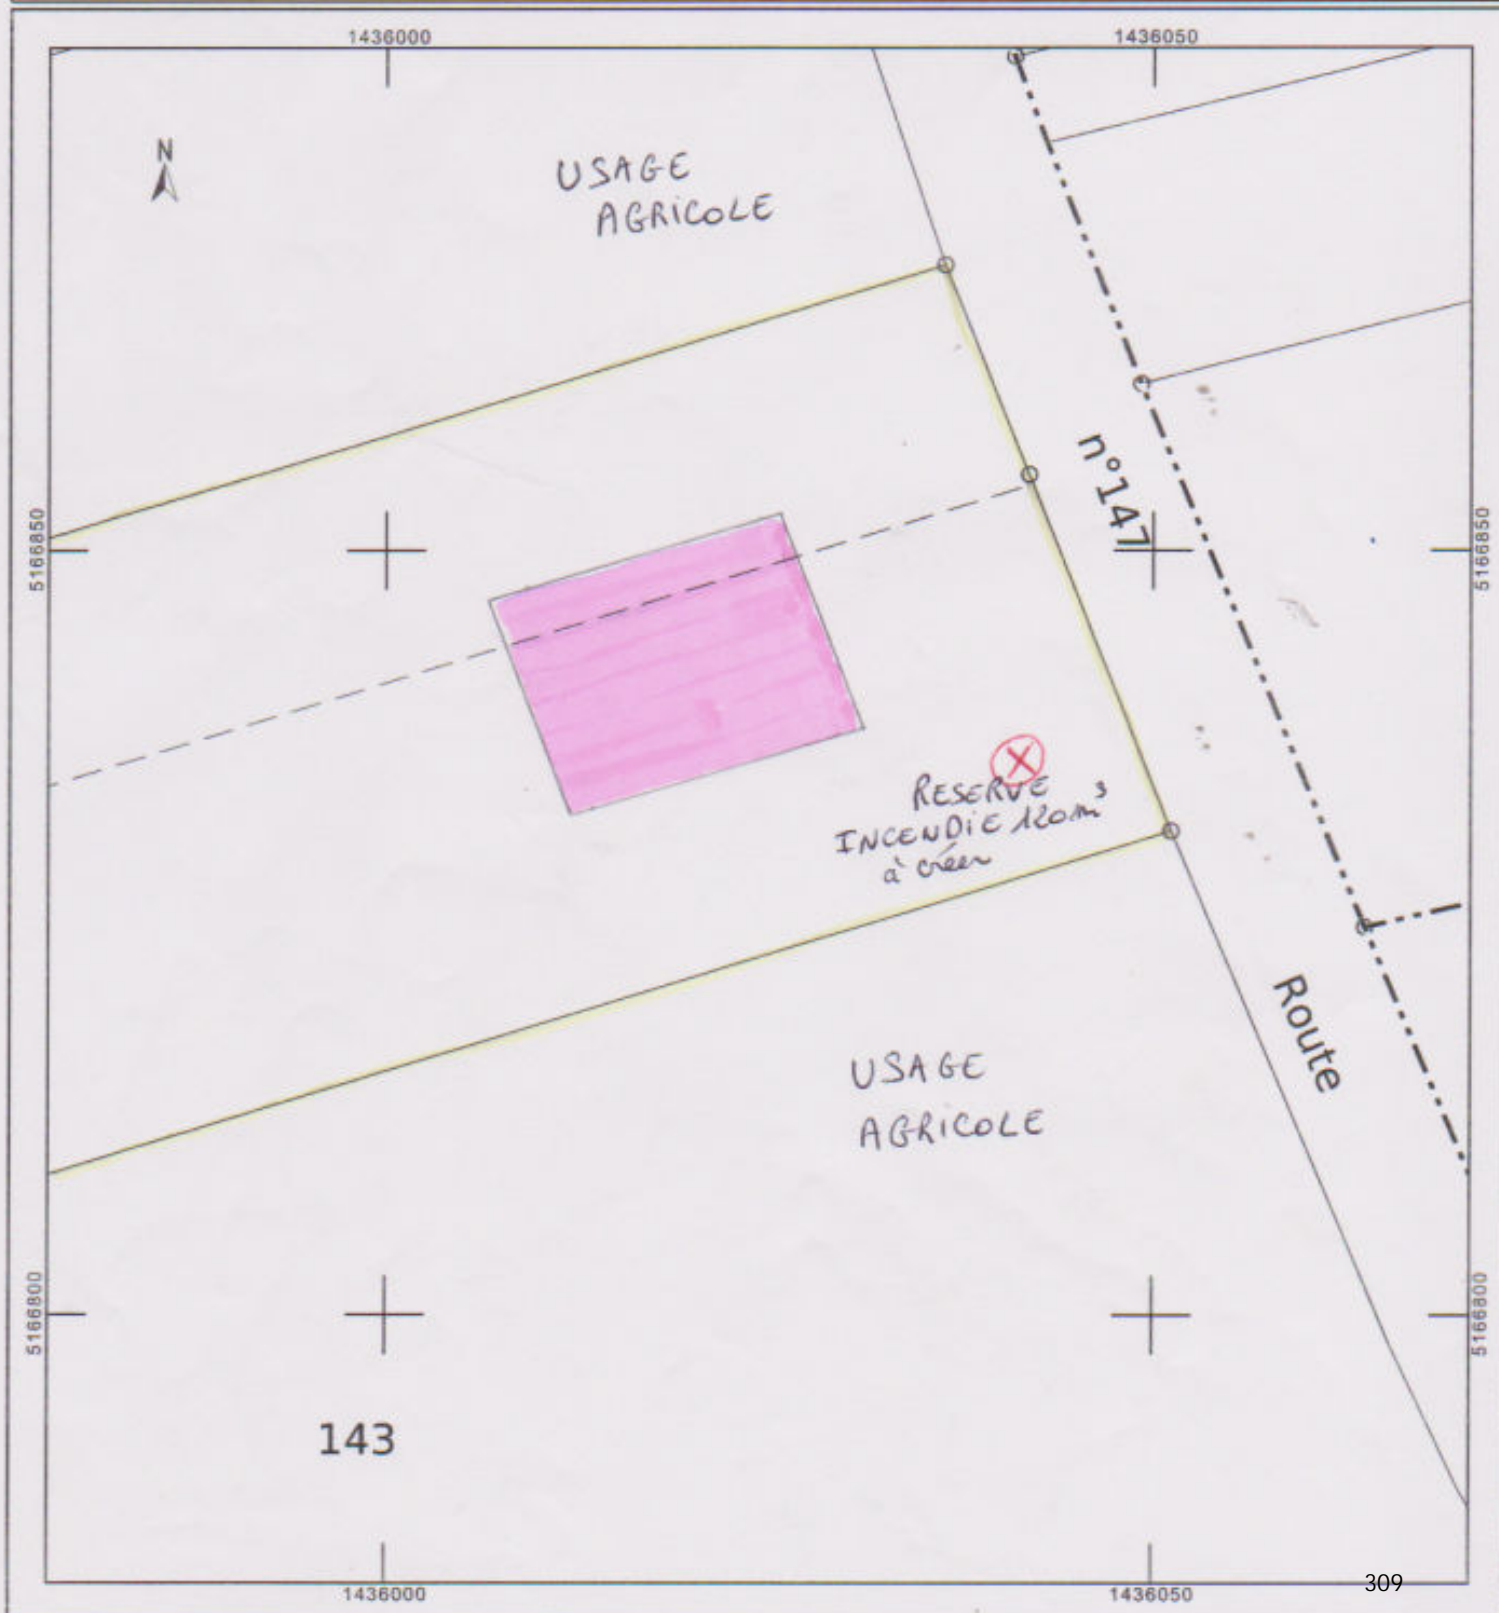 1436000
1436050
N
USAGE
AGRICOLE
n°147
5166850
5166850
RESERVE
INCENDIE 120m³
à créer
Route
USAGE
AGRICOLE
5166800
5166800
143
1436000
1436050
309